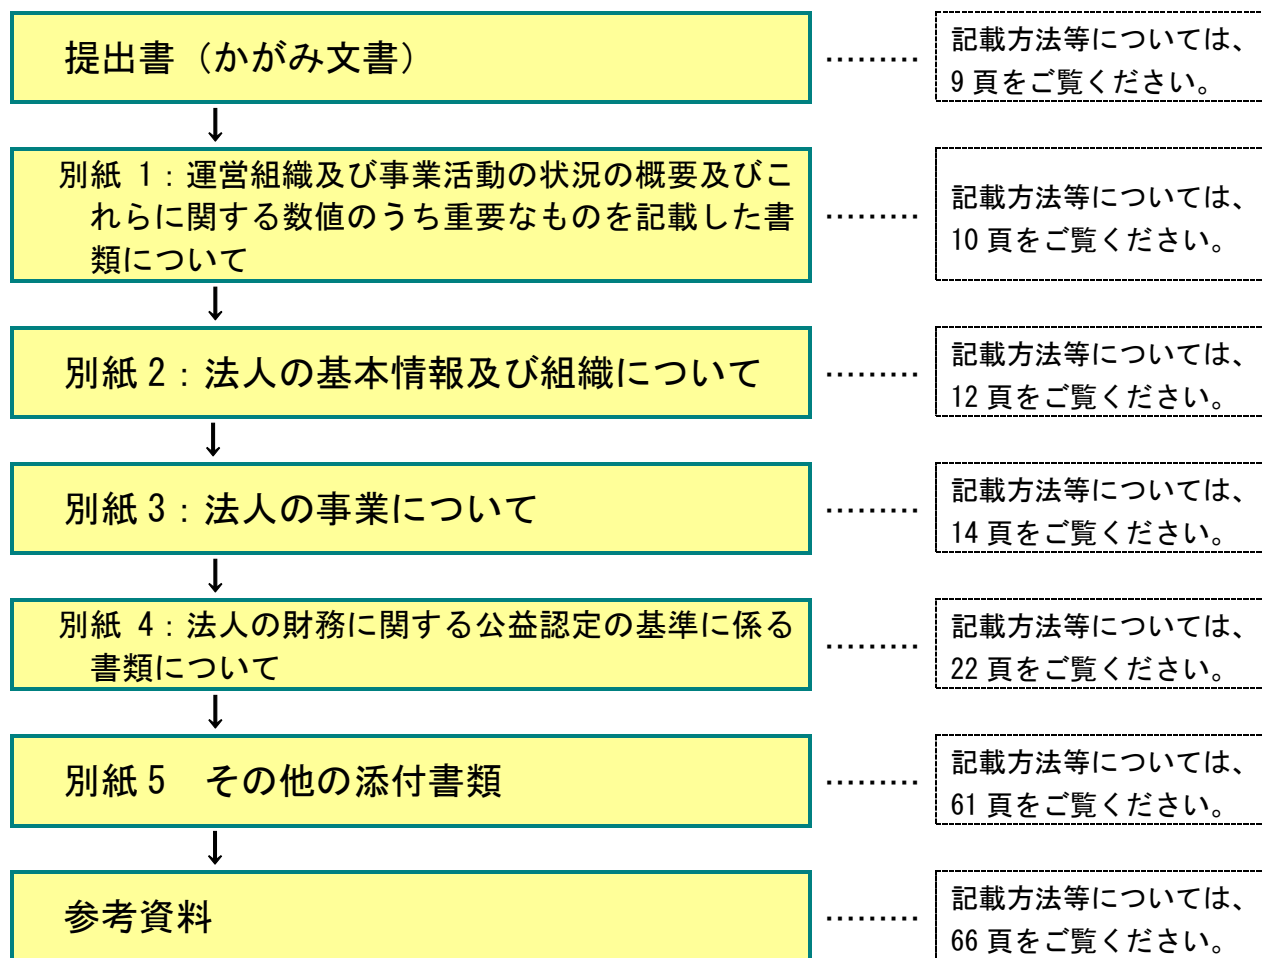 提出書（かがみ文書）
………
記載方法等については、
9 頁をご覧ください。
↓
別紙 1：運営組織及び事業活動の状況の概要及びこ
れらに関する数値のうち重要なものを記載した書
類について
………
記載方法等については、
10 頁をご覧ください。
↓
別紙 2：法人の基本情報及び組織について
………
記載方法等については、
12 頁をご覧ください。
↓
別紙 3：法人の事業について
………
記載方法等については、
14 頁をご覧ください。
↓
別紙 4：法人の財務に関する公益認定の基準に係る
書類について
………
記載方法等については、
22 頁をご覧ください。
↓
別紙 5　その他の添付書類
………
記載方法等については、
61 頁をご覧ください。
↓
参考資料
………
記載方法等については、
66 頁をご覧ください。